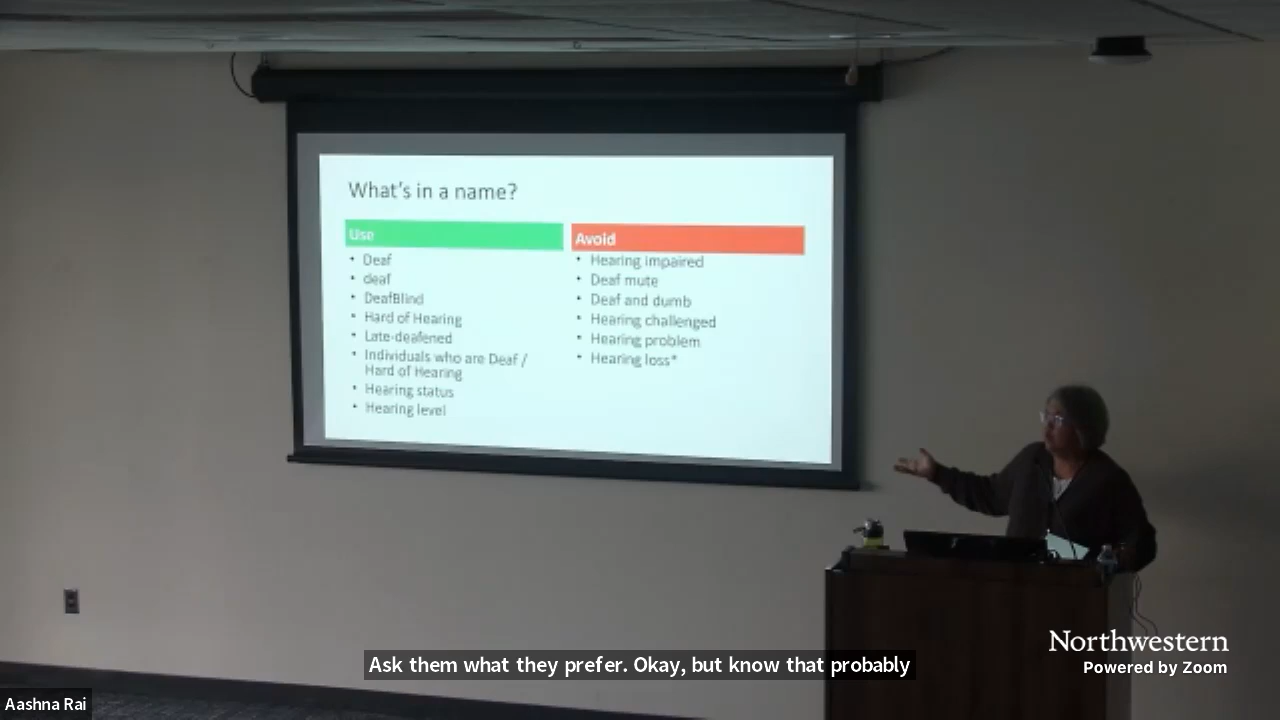 What's in a name?
Use
• Deaf
• deaf
• DeafBlind
• Hard of Hearing
• Late-deafened
• Individuals who are Deaf /
Hard of Hearing
• Hearing status
• Hearing level
Avoid
• Hearing impaired
• Deaf mute
• Deaf and dumb
• Hearing challenged
• Hearing problem
• Hearing loss*
Northwestern
Powered by Zoom
Ask them what they prefer. Okay, but know that probably
Aashna Rai